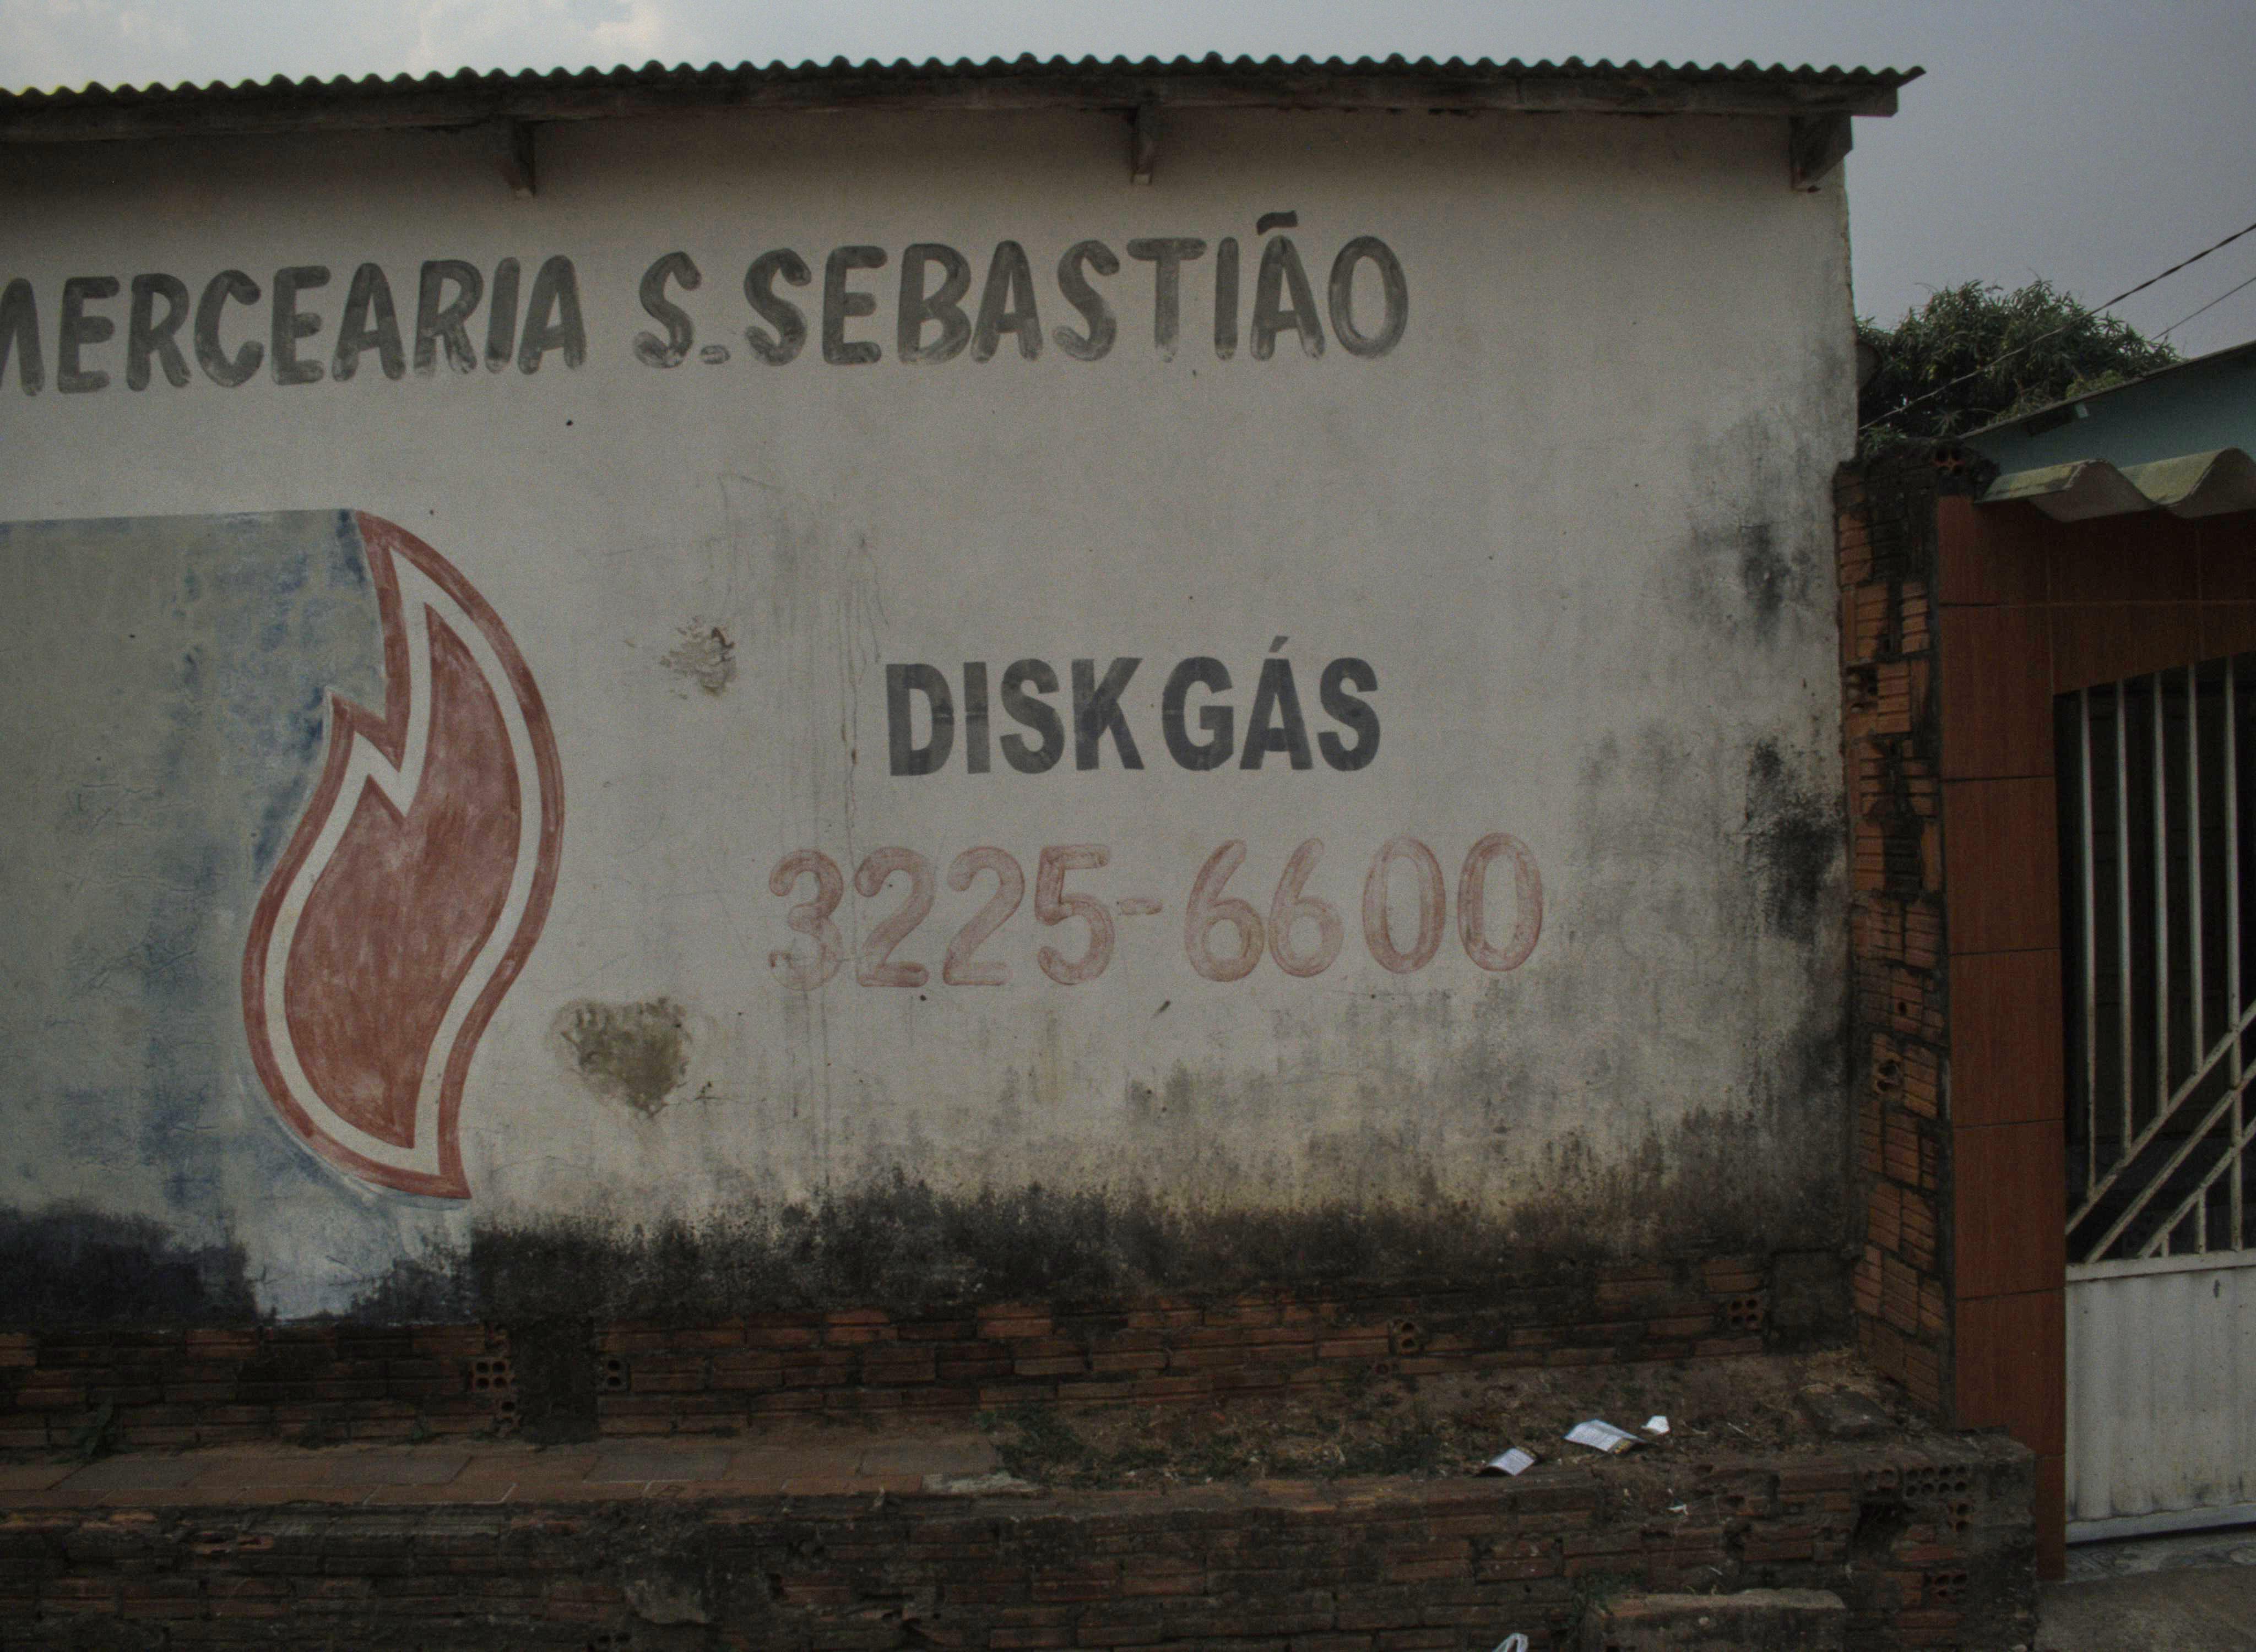 MERCEARIA S. SEBASTIÃO
DISK GÁS
3225-6600